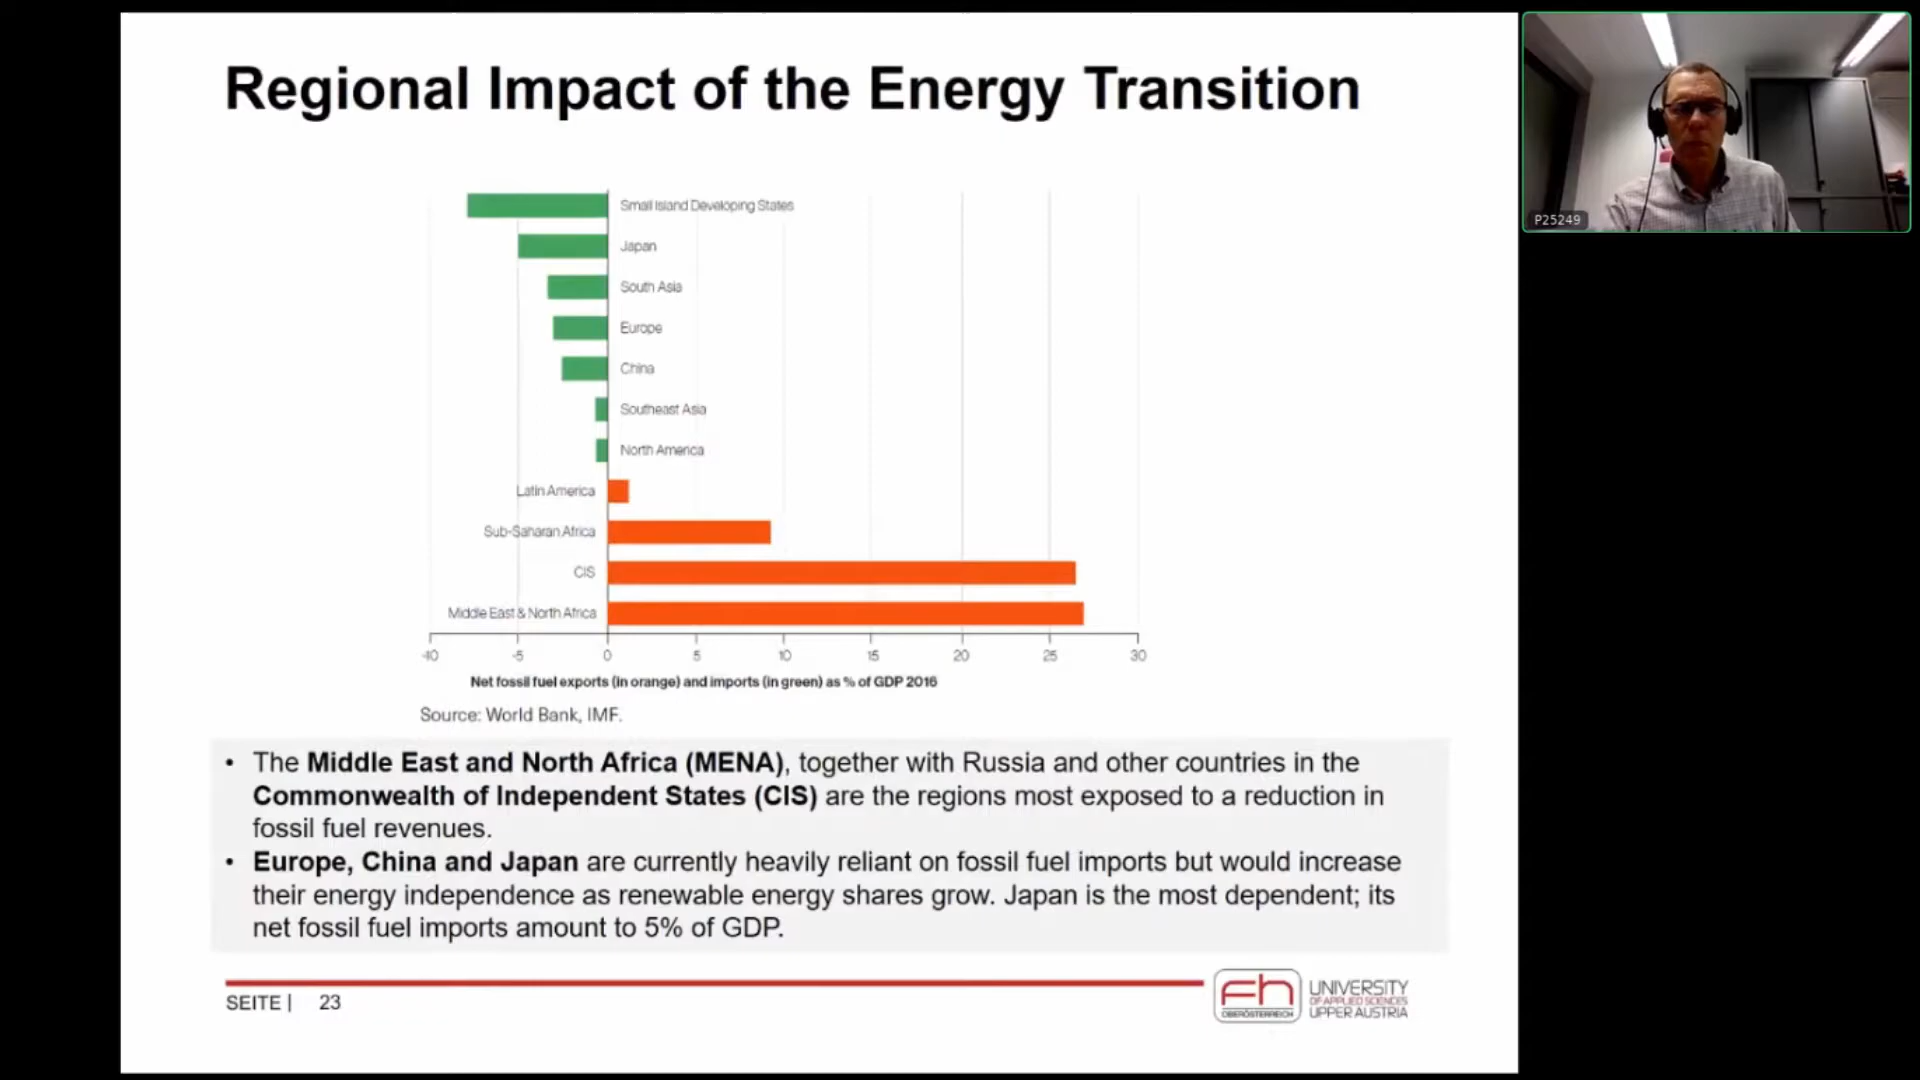 Regional Impact of the Energy Transition
P25249
Small Island Developing States
Japan
South Asia
Europe
China
Southeast Asia
North America
Latin America
Sub-Saharan Africa
CIS
Middle East & North Africa
-10 -5 0 5 10 15 20 25 30
Net fossil fuel exports (in orange) and imports (in green) as % of GDP 2016
Source: World Bank, IMF.
• The Middle East and North Africa (MENA), together with Russia and other countries in the
Commonwealth of Independent States (CIS) are the regions most exposed to a reduction in
fossil fuel revenues.
• Europe, China and Japan are currently heavily reliant on fossil fuel imports but would increase
their energy independence as renewable energy shares grow. Japan is the most dependent; its
net fossil fuel imports amount to 5% of GDP.
SEITE | 23
fh
OBERÖSTERREICH
UNIVERSITY
OF APPLIED SCIENCES
UPPER AUSTRIA